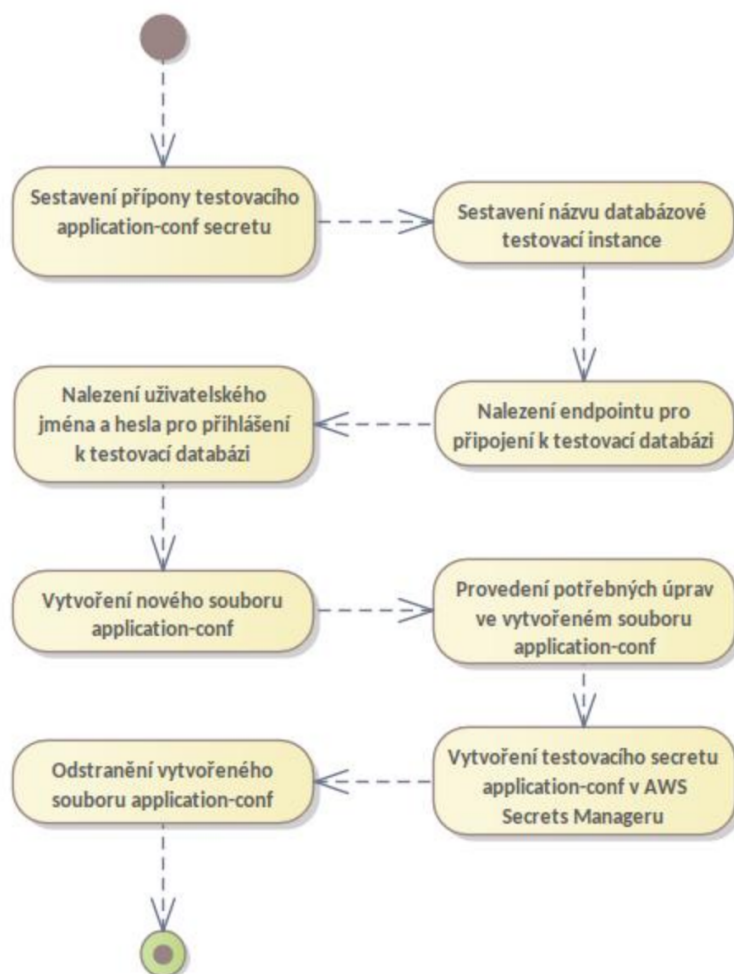 Sestavení přípony testovacího
application-conf secretu
Sestavení názvu databázové
testovací instance
Nalezení endpointu pro
připojení k testovací databázi
Nalezení uživatelského
jména a hesla pro přihlášení
k testovací databázi
Vytvoření nového souboru
application-conf
Provedení potřebných úprav
ve vytvořeném souboru
application-conf
Vytvoření testovacího secretu
application-conf v AWS
Secrets Manageru
Odstranění vytvořeného
souboru application-conf